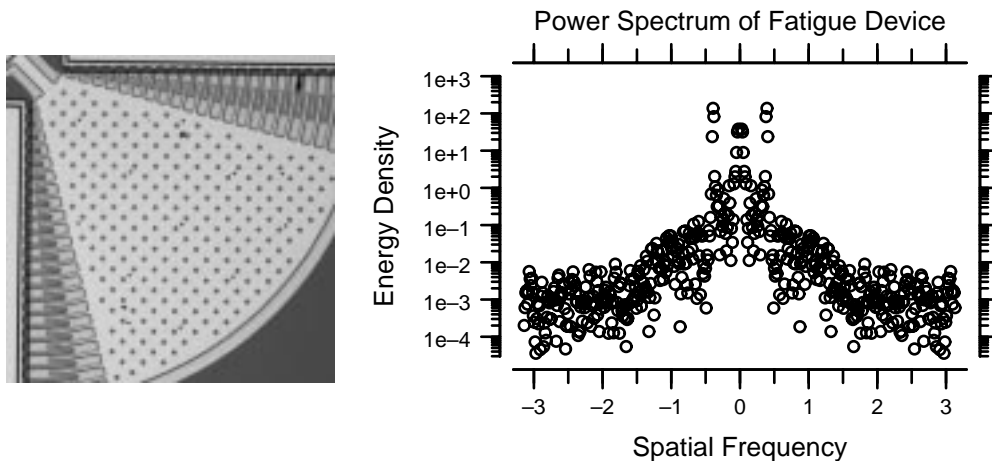 Power Spectrum of Fatigue Device
1e+3
1e+2
1e+1
1e+0
1e−1
1e−2
1e−3
1e−4
Energy Density
−3 −2 −1 0 1 2 3
Spatial Frequency